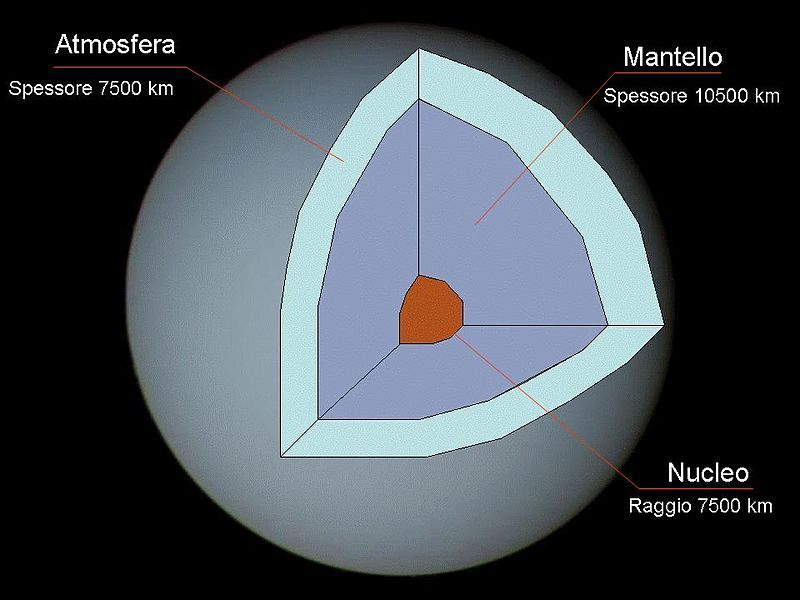 Atmosfera
Spessore 7500 km
Mantello
Spessore 10500 km
Nucleo
Raggio 7500 km